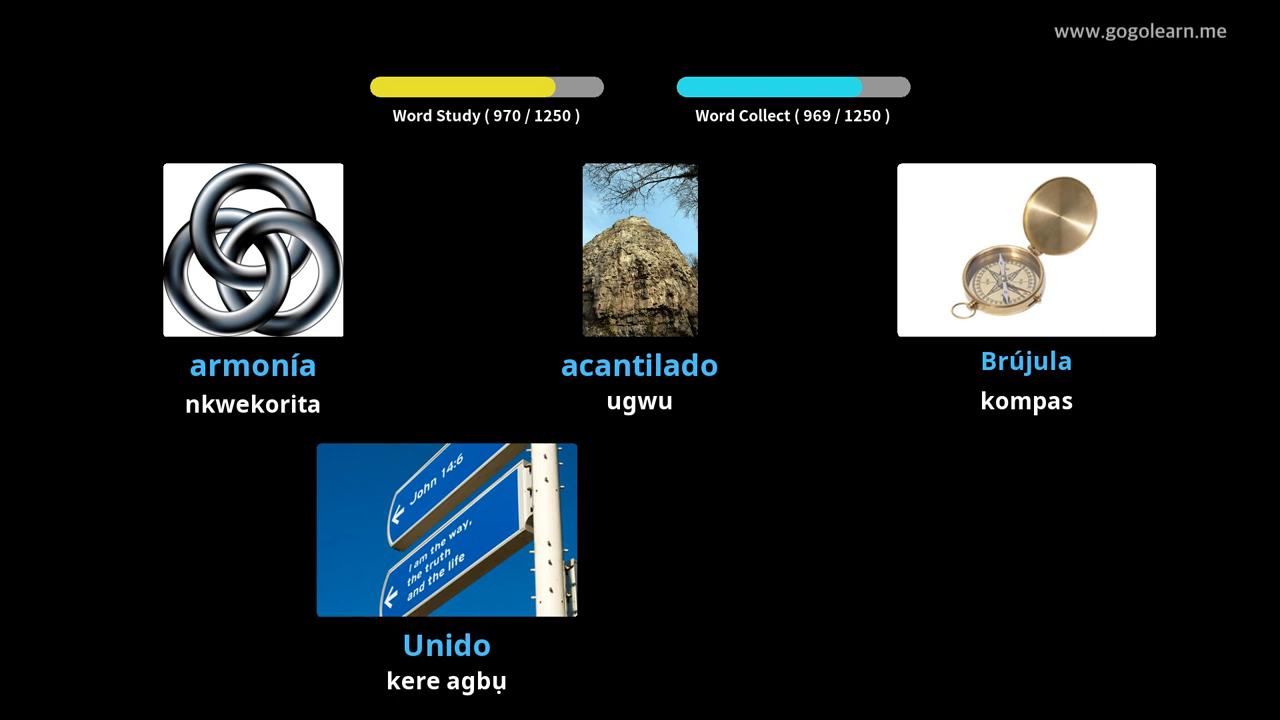 www.gogolearn.me
Word Study ( 970 / 1250 )
Word Collect ( 969 / 1250 )
armonía
nkwekorita
acantilado
ugwu
Brújula
kompas
John 14:6
I am the way,
the truth
and the life
Unido
kere agbụ